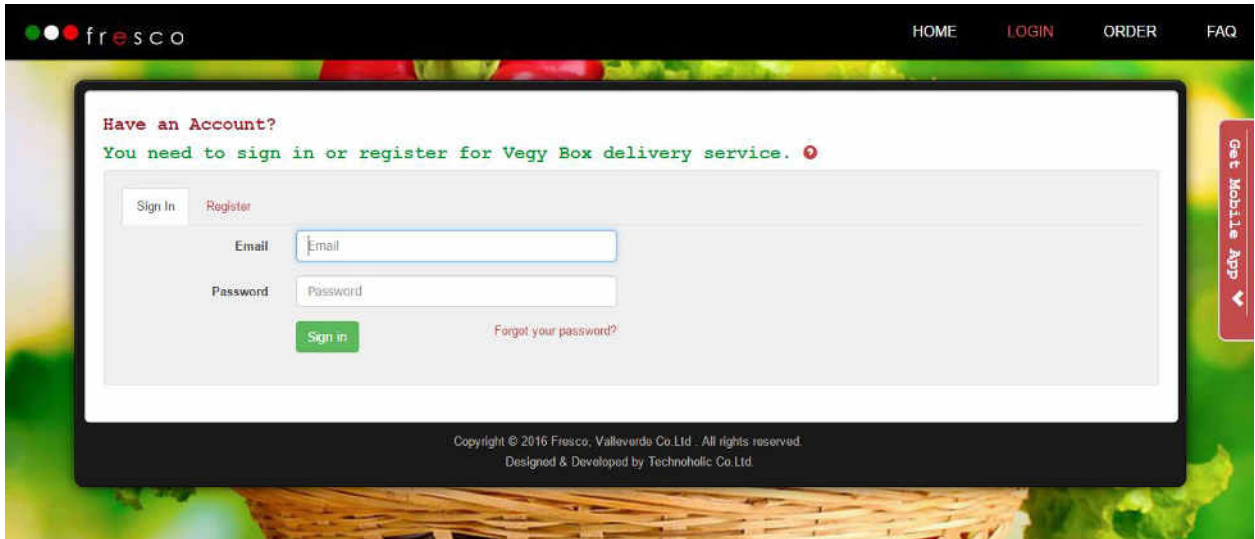 fresco
HOME LOGIN ORDER FAQ
Have an Account?
You need to sign in or register for Vegy Box delivery service.
Sign In Register
Email Email
Password Password
Sign in Forgot your password?
Get Mobile App
Copyright © 2016 Fresco, Valleverde Co.Ltd . All rights reserved.
Designed & Developed by Technoholic Co.Ltd.